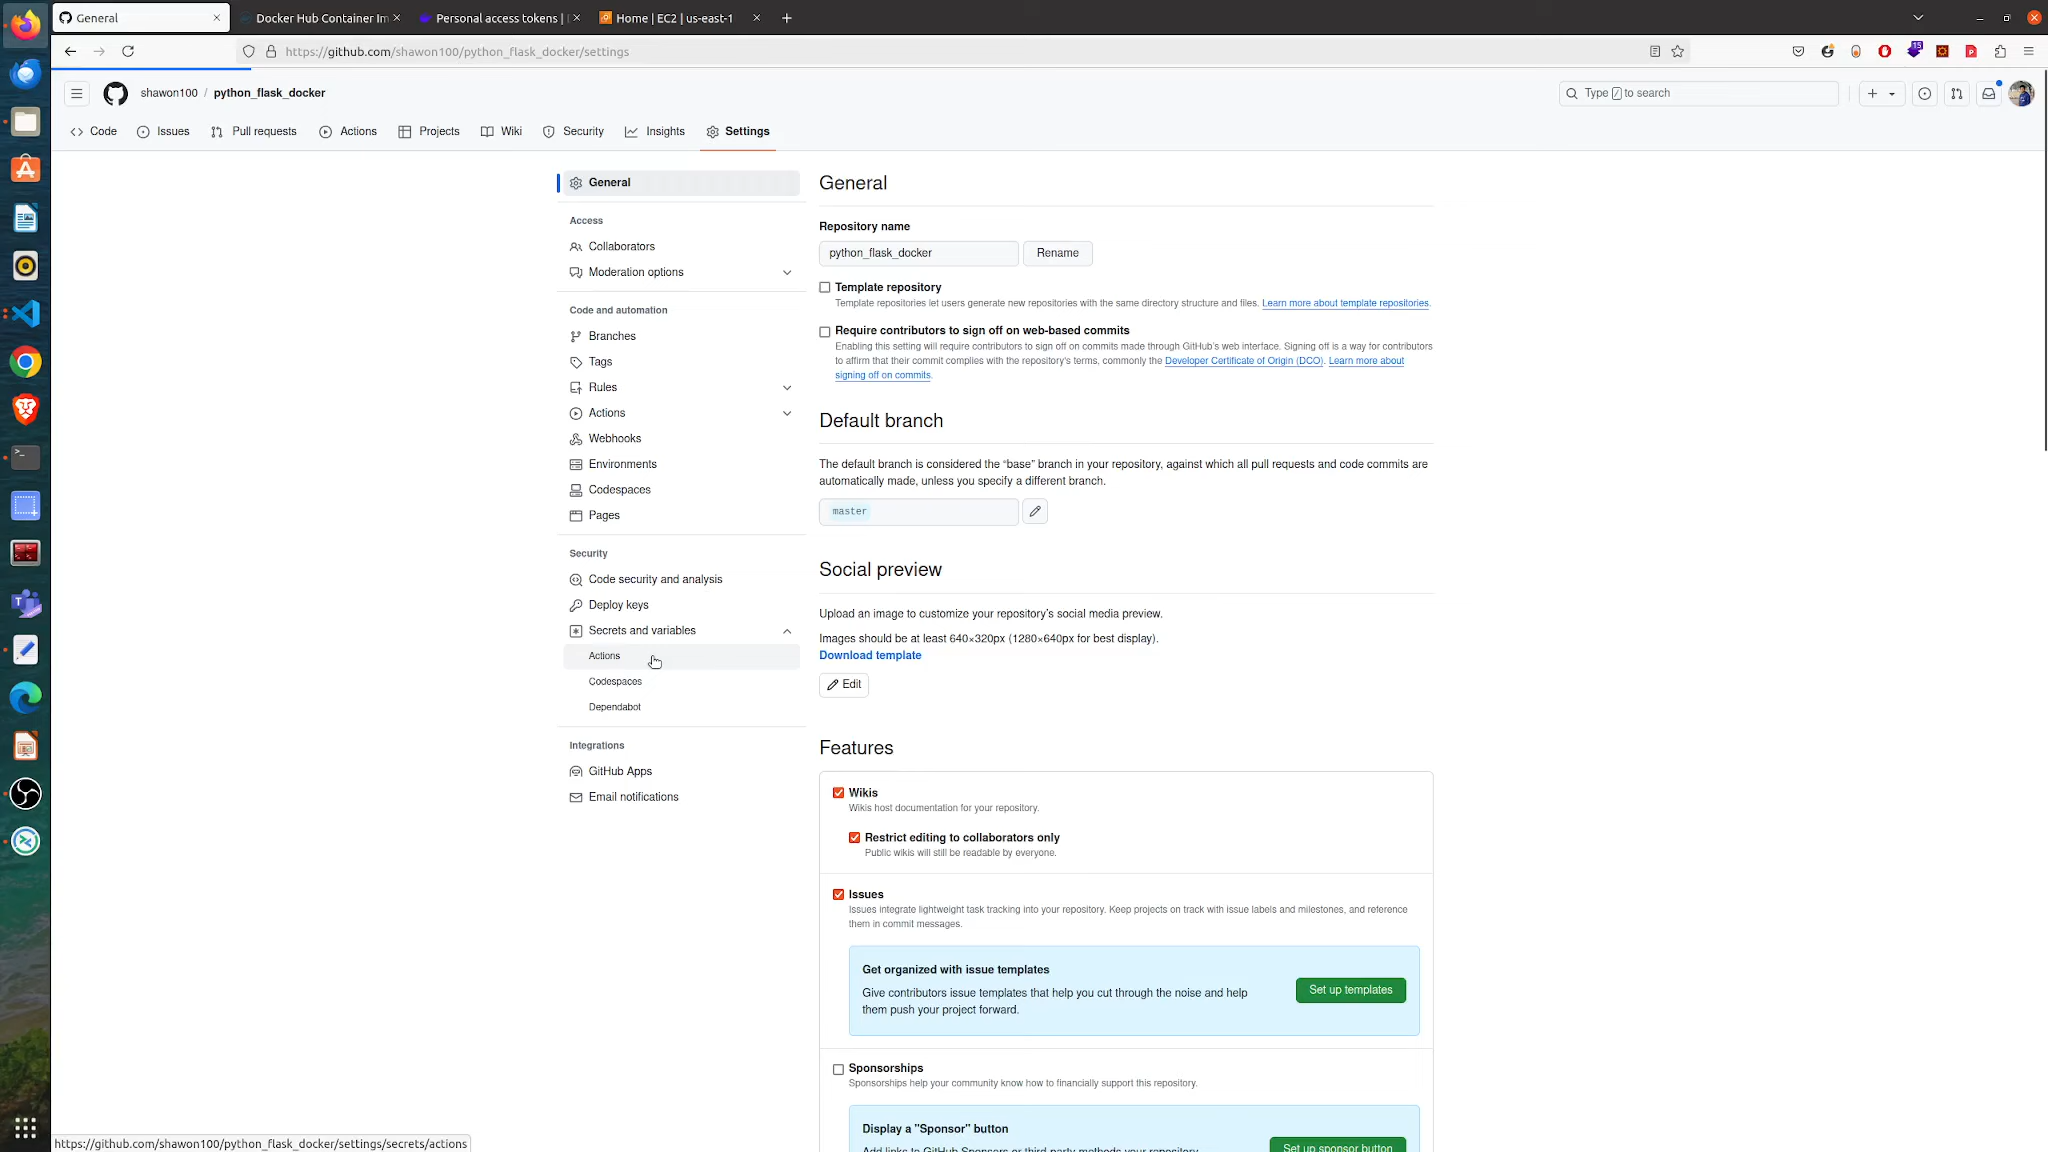 General
Docker Hub Container Im
Personal access tokens | [
Home | EC2 | us-east-1
https://github.com/shawon100/python_flask_docker/settings
15
shawon100 / python_flask_docker
Type / to search
Code
Issues
Pull requests
Actions
Projects
Wiki
Security
Insights
Settings
General
Access
Collaborators
Moderation options
Code and automation
Branches
Tags
Rules
Actions
Webhooks
Environments
Codespaces
Pages
Security
Code security and analysis
Deploy keys
Secrets and variables
Actions
Codespaces
Dependabot
Integrations
GitHub Apps
Email notifications
General
Repository name
python_flask_docker
Rename
Template repository
Template repositories let users generate new repositories with the same directory structure and files. Learn more about template repositories.
Require contributors to sign off on web-based commits
Enabling this setting will require contributors to sign off on commits made through GitHub's web interface. Signing off is a way for contributors
to affirm that their commit complies with the repository's terms, commonly the Developer Certificate of Origin (DCO). Learn more about
signing off on commits.
Default branch
The default branch is considered the “base” branch in your repository, against which all pull requests and code commits are
automatically made, unless you specify a different branch.
master
Social preview
Upload an image to customize your repository's social media preview.
Images should be at least 640×320px (1280×640px for best display).
Download template
Edit
Features
Wikis
Wikis host documentation for your repository.
Restrict editing to collaborators only
Public wikis will still be readable by everyone.
Issues
Issues integrate lightweight task tracking into your repository. Keep projects on track with issue labels and milestones, and reference
them in commit messages.
Get organized with issue templates
Give contributors issue templates that help you cut through the noise and help
them push your project forward.
Set up templates
Sponsorships
Sponsorships help your community know how to financially support this repository.
Display a "Sponsor" button
Add links to GitHub Sponsors or third-party methods your repository
Set up sponsor button
https://github.com/shawon100/python_flask_docker/settings/secrets/actions